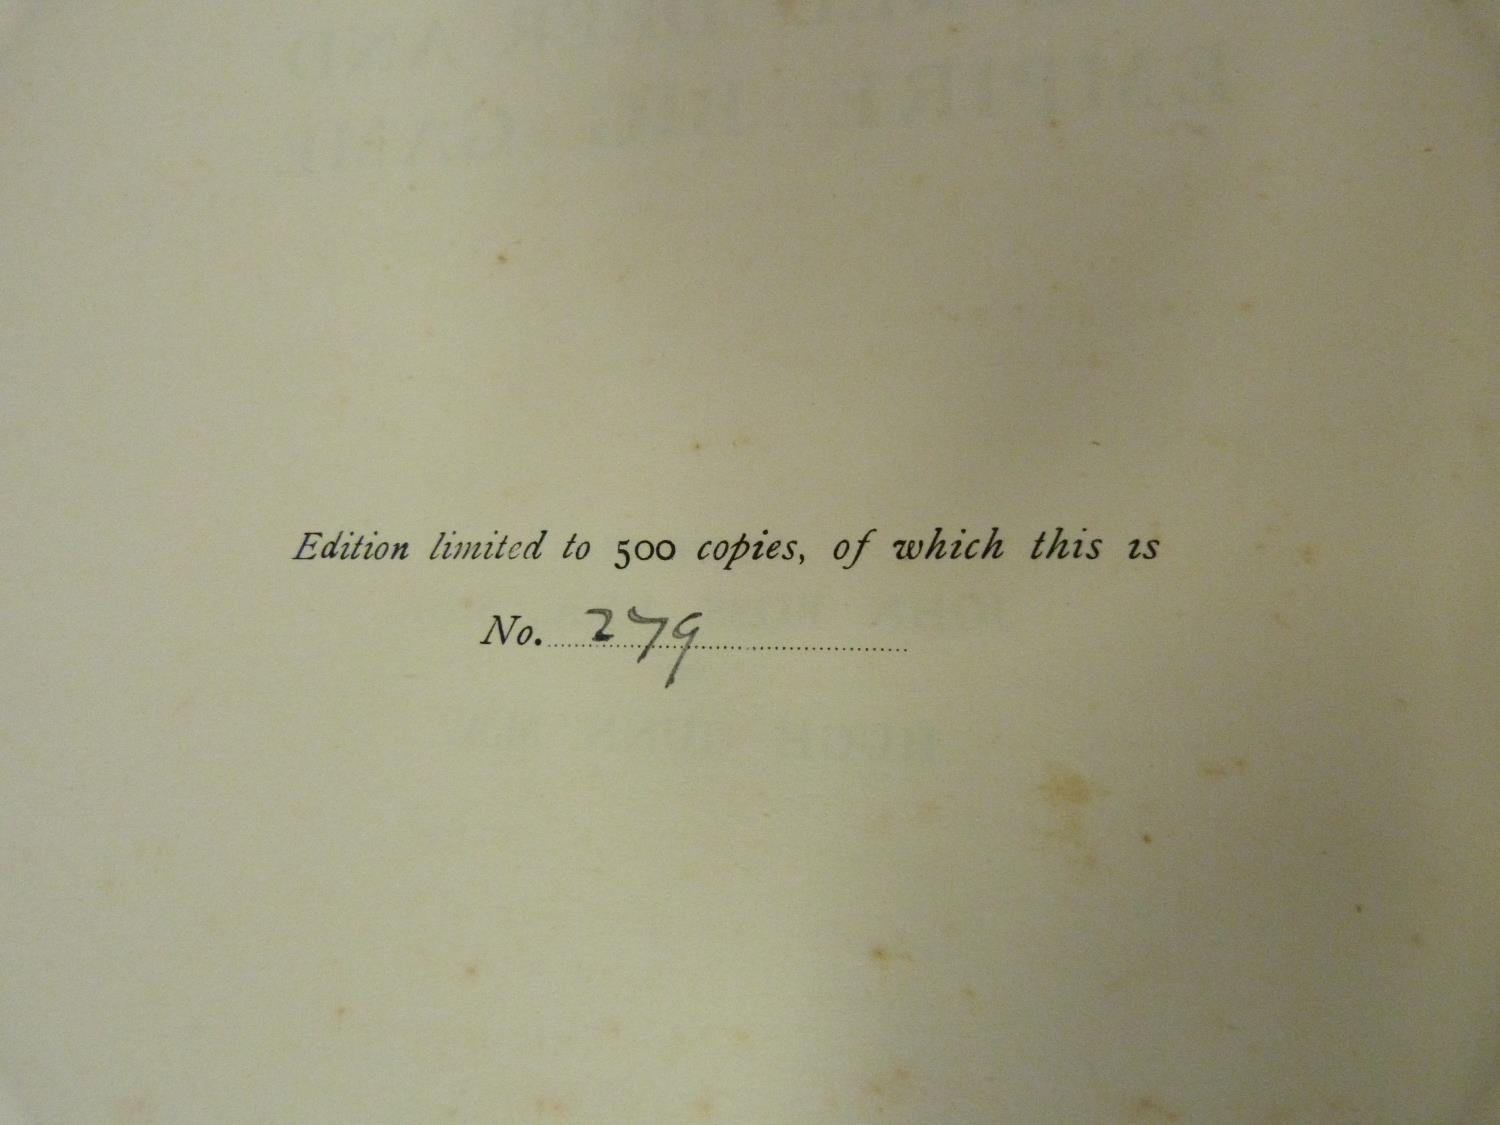 Edition limited to 500 copies, of which this is
No. 279